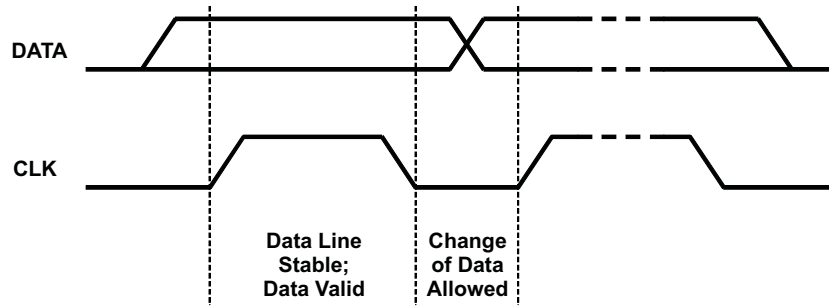 DATA
CLK
Data Line
Stable;
Data Valid
Change
of Data
Allowed